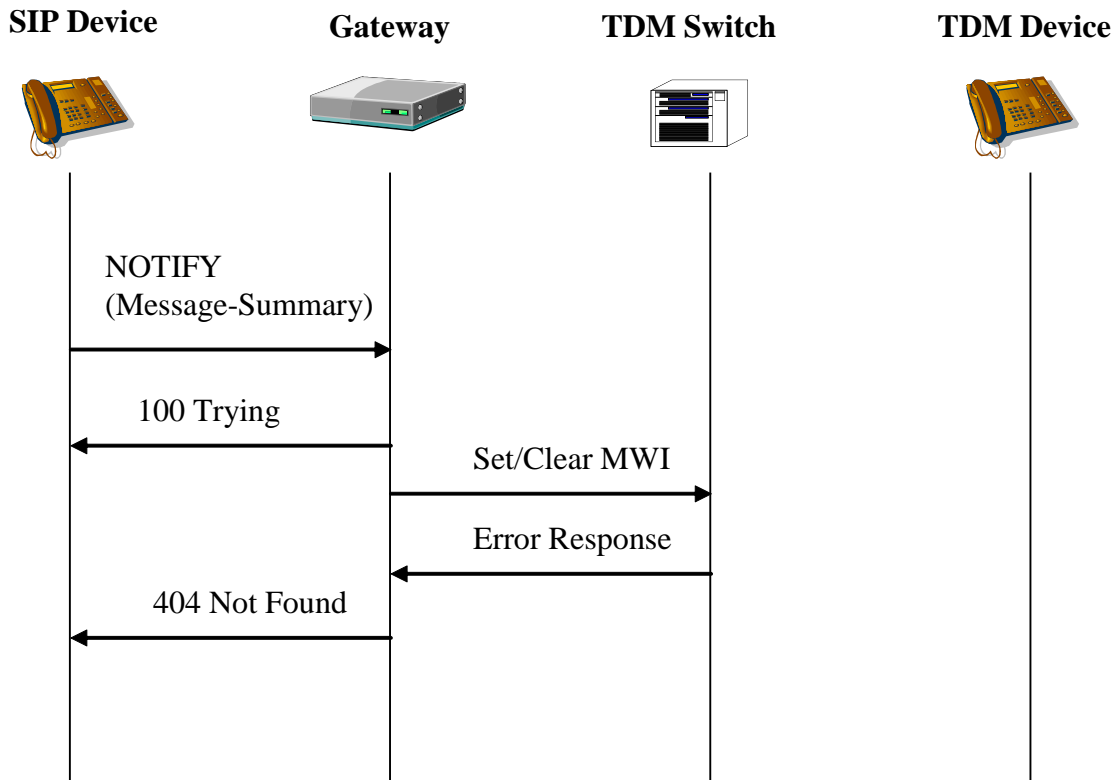 SIP Device
Gateway
TDM Switch
TDM Device
NOTIFY
(Message-Summary)
100 Trying
Set/Clear MWI
Error Response
404 Not Found